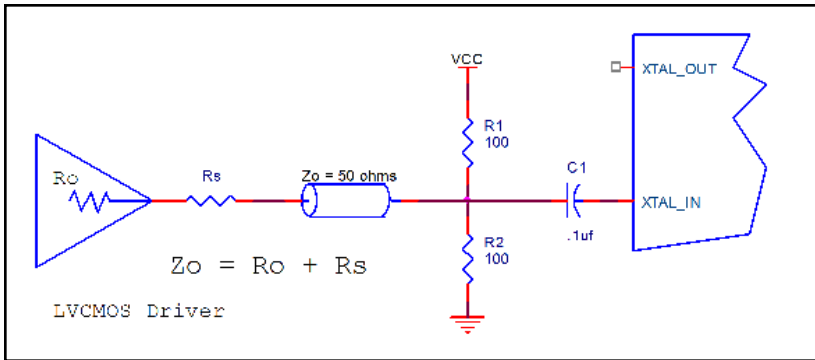 VCC
XTAL_OUT
R1
100
Ro
Rs
Zo = 50 ohms
C1
.1uf
XTAL_IN
R2
100
Zo = Ro + Rs
LVCMOS Driver